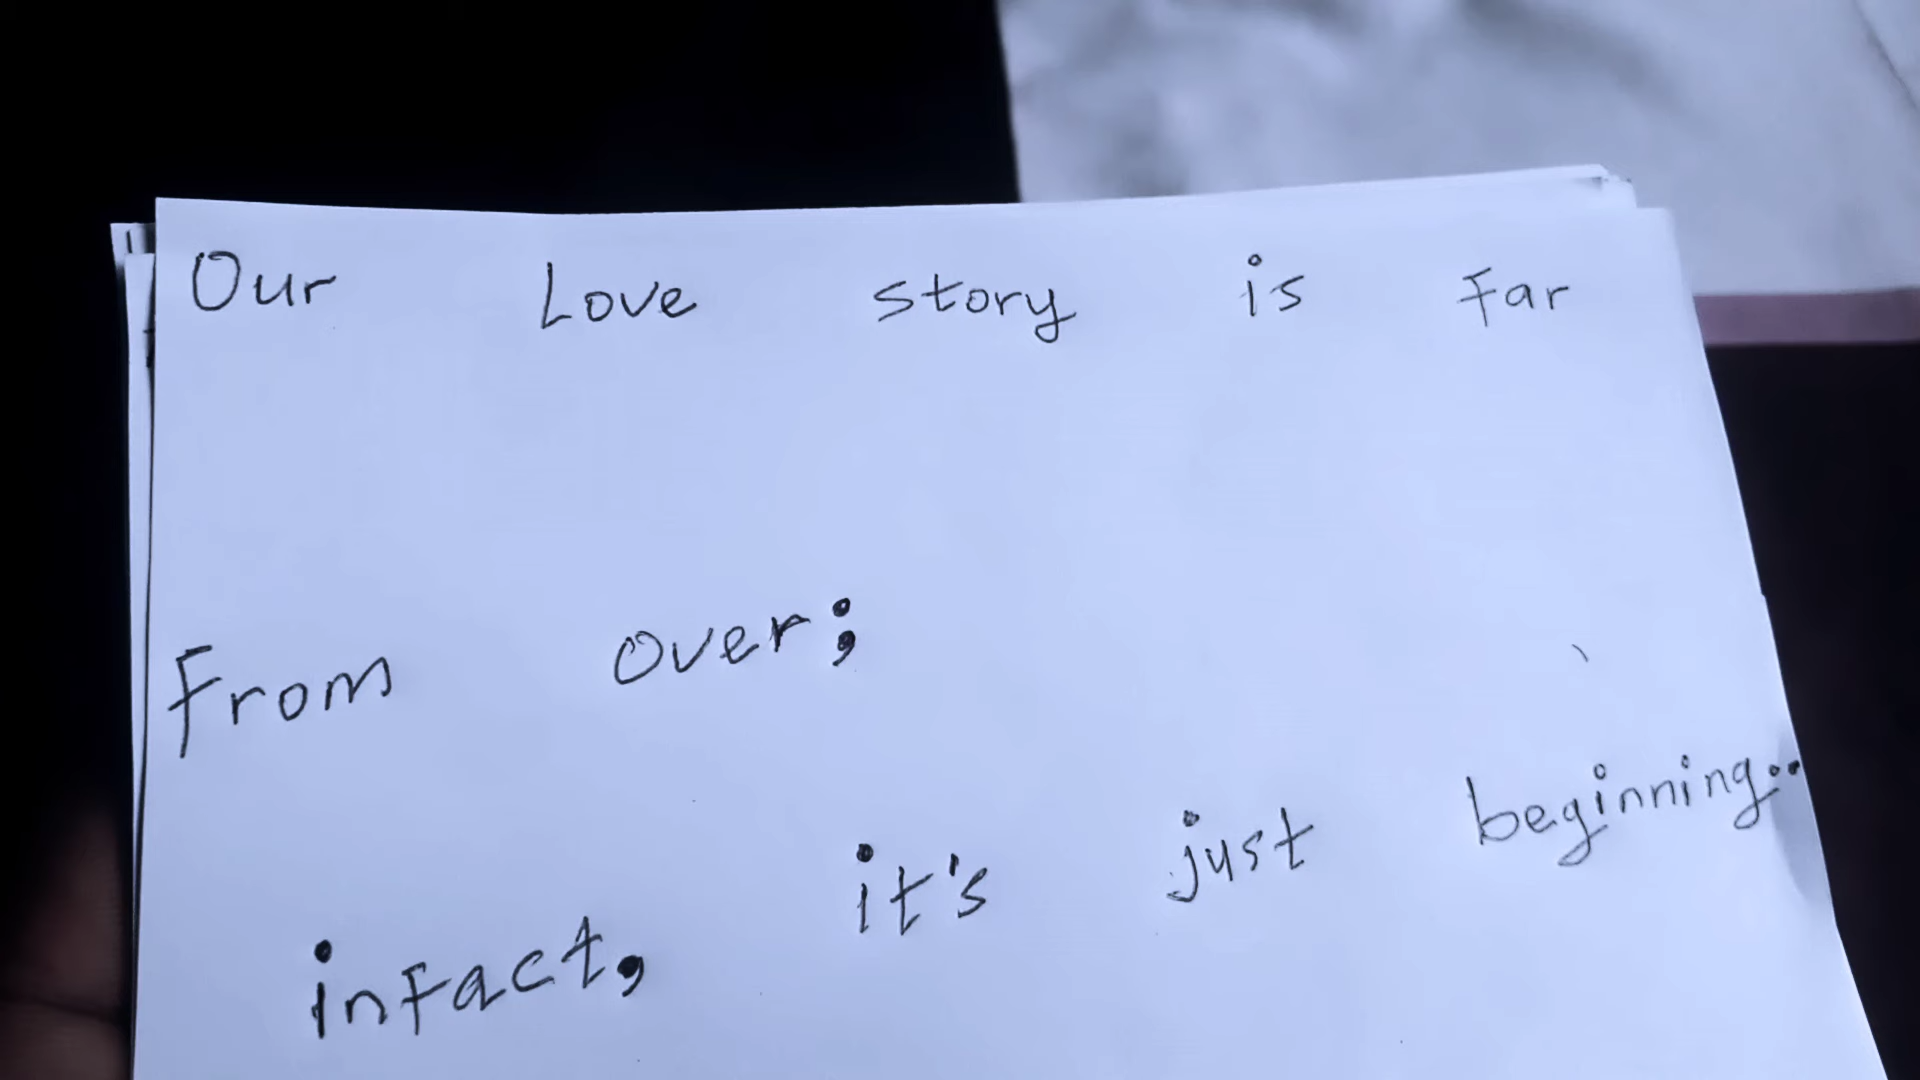 Our Love story is Far
From over;
infact, it's just beginning..